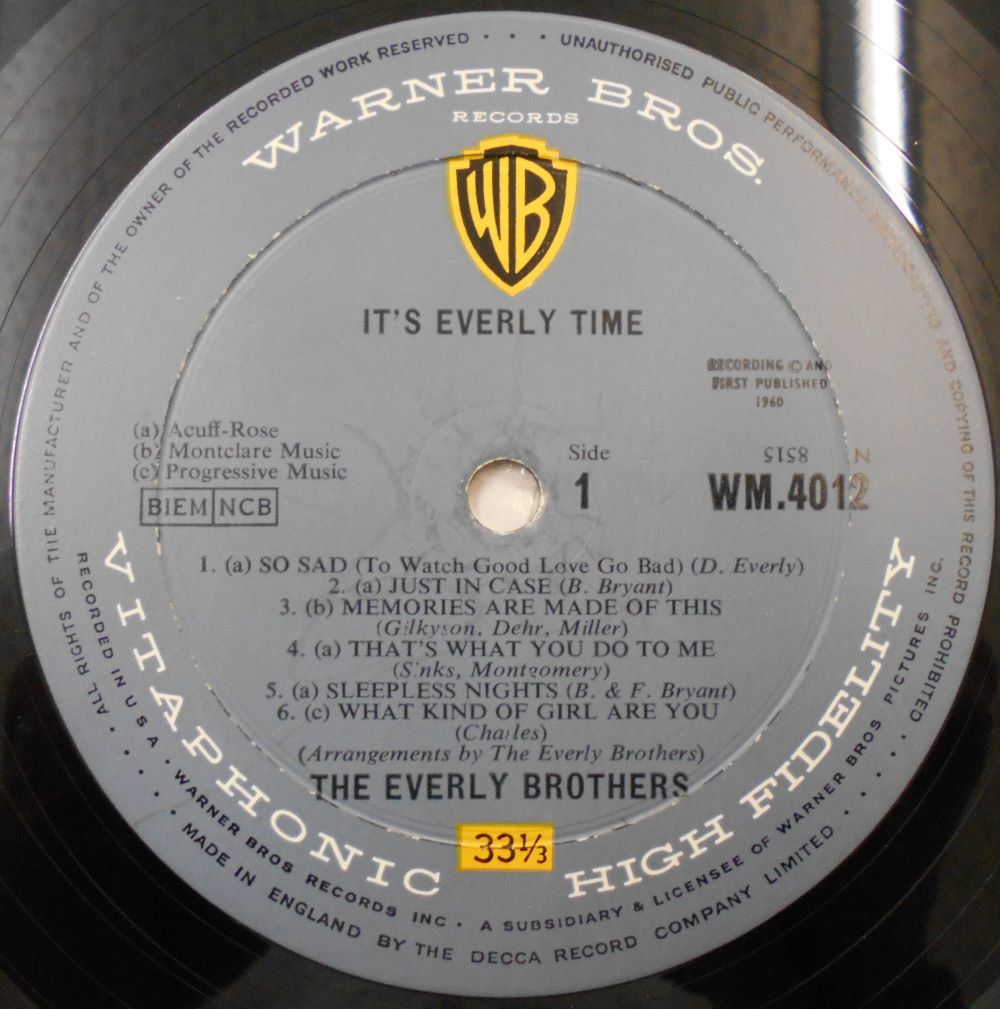 ALL RIGHTS OF THE MANUFACTURER AND OF THE OWNER OF THE RECORDED WORK RESERVED · · · UNAUTHORISED PUBLIC PERFORMANCE, BROADCASTING AND COPYING OF THIS RECORD PROHIBITED
WARNER BROS.
RECORDS
WB
IT'S EVERLY TIME
RECORDING © AND
FIRST PUBLISHED
1960
(a) Acuff-Rose
(b) Montclare Music
(c) Progressive Music
BIEM NCB
Side
1
8515 N
WM.4012
1. (a) SO SAD (To Watch Good Love Go Bad) (D. Everly)
2. (a) JUST IN CASE (B. Bryant)
3. (b) MEMORIES ARE MADE OF THIS
(Gilkyson, Dehr, Miller)
4. (a) THAT'S WHAT YOU DO TO ME
(Sinks, Montgomery)
5. (a) SLEEPLESS NIGHTS (B. & F. Bryant)
6. (c) WHAT KIND OF GIRL ARE YOU
(Charles)
(Arrangements by The Everly Brothers)
THE EVERLY BROTHERS
33⅓
VITAPHONIC HIGH FIDELITY
RECORDED IN U S A · WARNER BROS RECORDS INC · A SUBSIDIARY & LICENSEE OF WARNER BROS PICTURES INC.
MADE IN ENGLAND BY THE DECCA RECORD COMPANY LIMITED